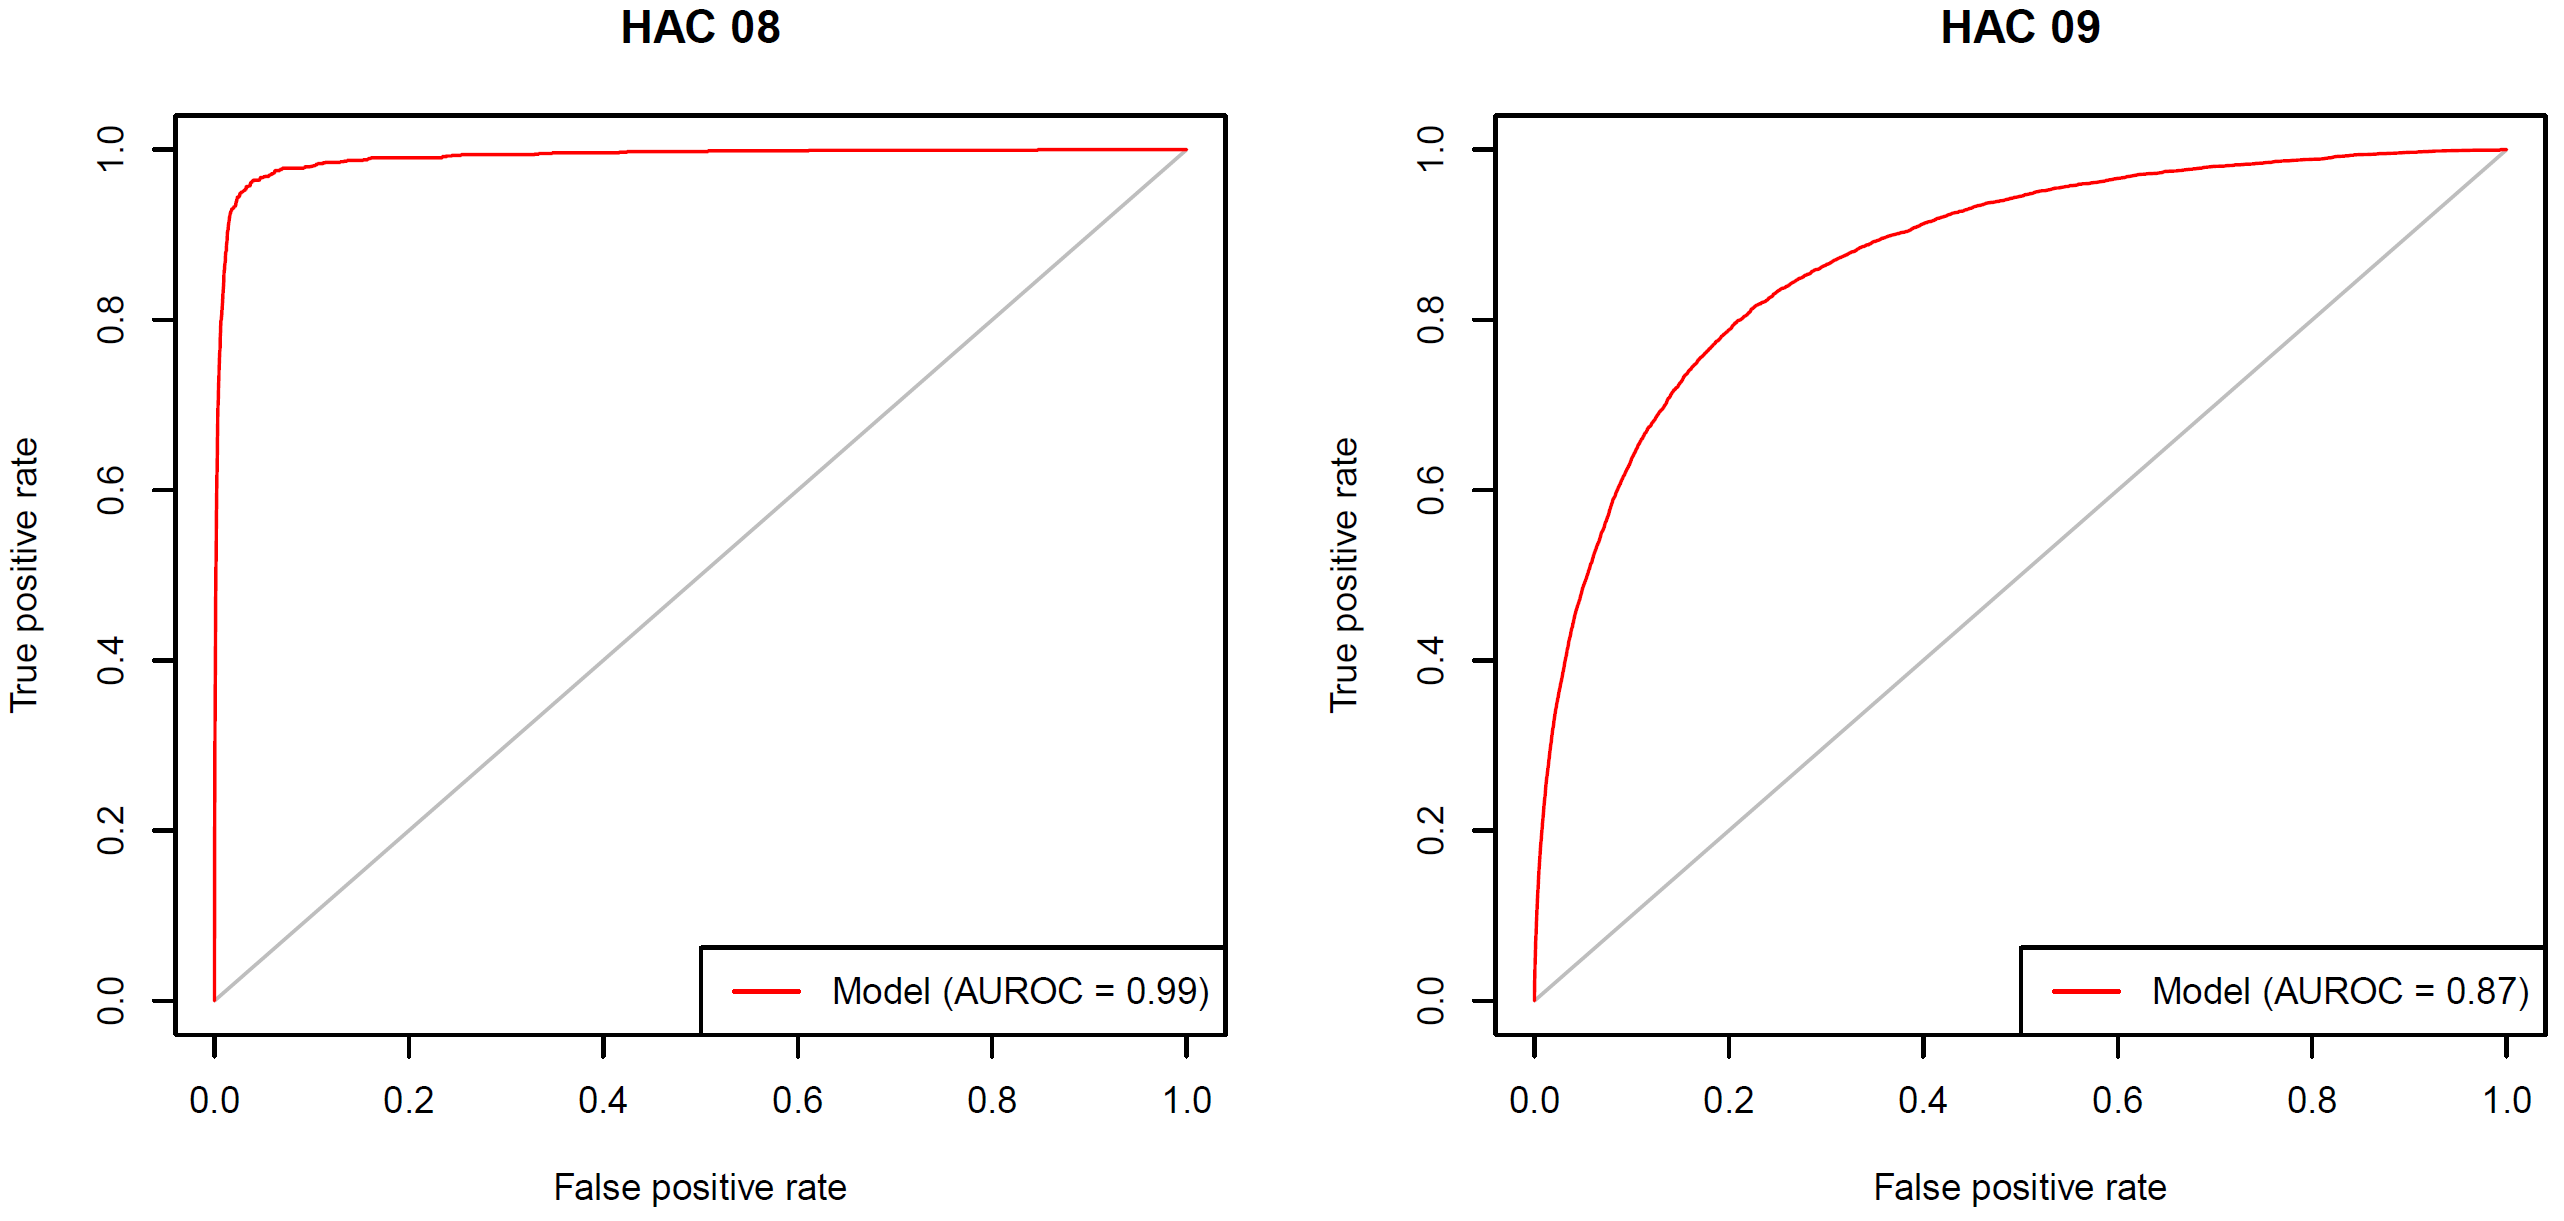 HAC 08
True positive rate
1.0
0.8
0.6
0.4
0.2
0.0
Model (AUROC = 0.99)
0.0 0.2 0.4 0.6 0.8 1.0
False positive rate
HAC 09
True positive rate
1.0
0.8
0.6
0.4
0.2
0.0
Model (AUROC = 0.87)
0.0 0.2 0.4 0.6 0.8 1.0
False positive rate